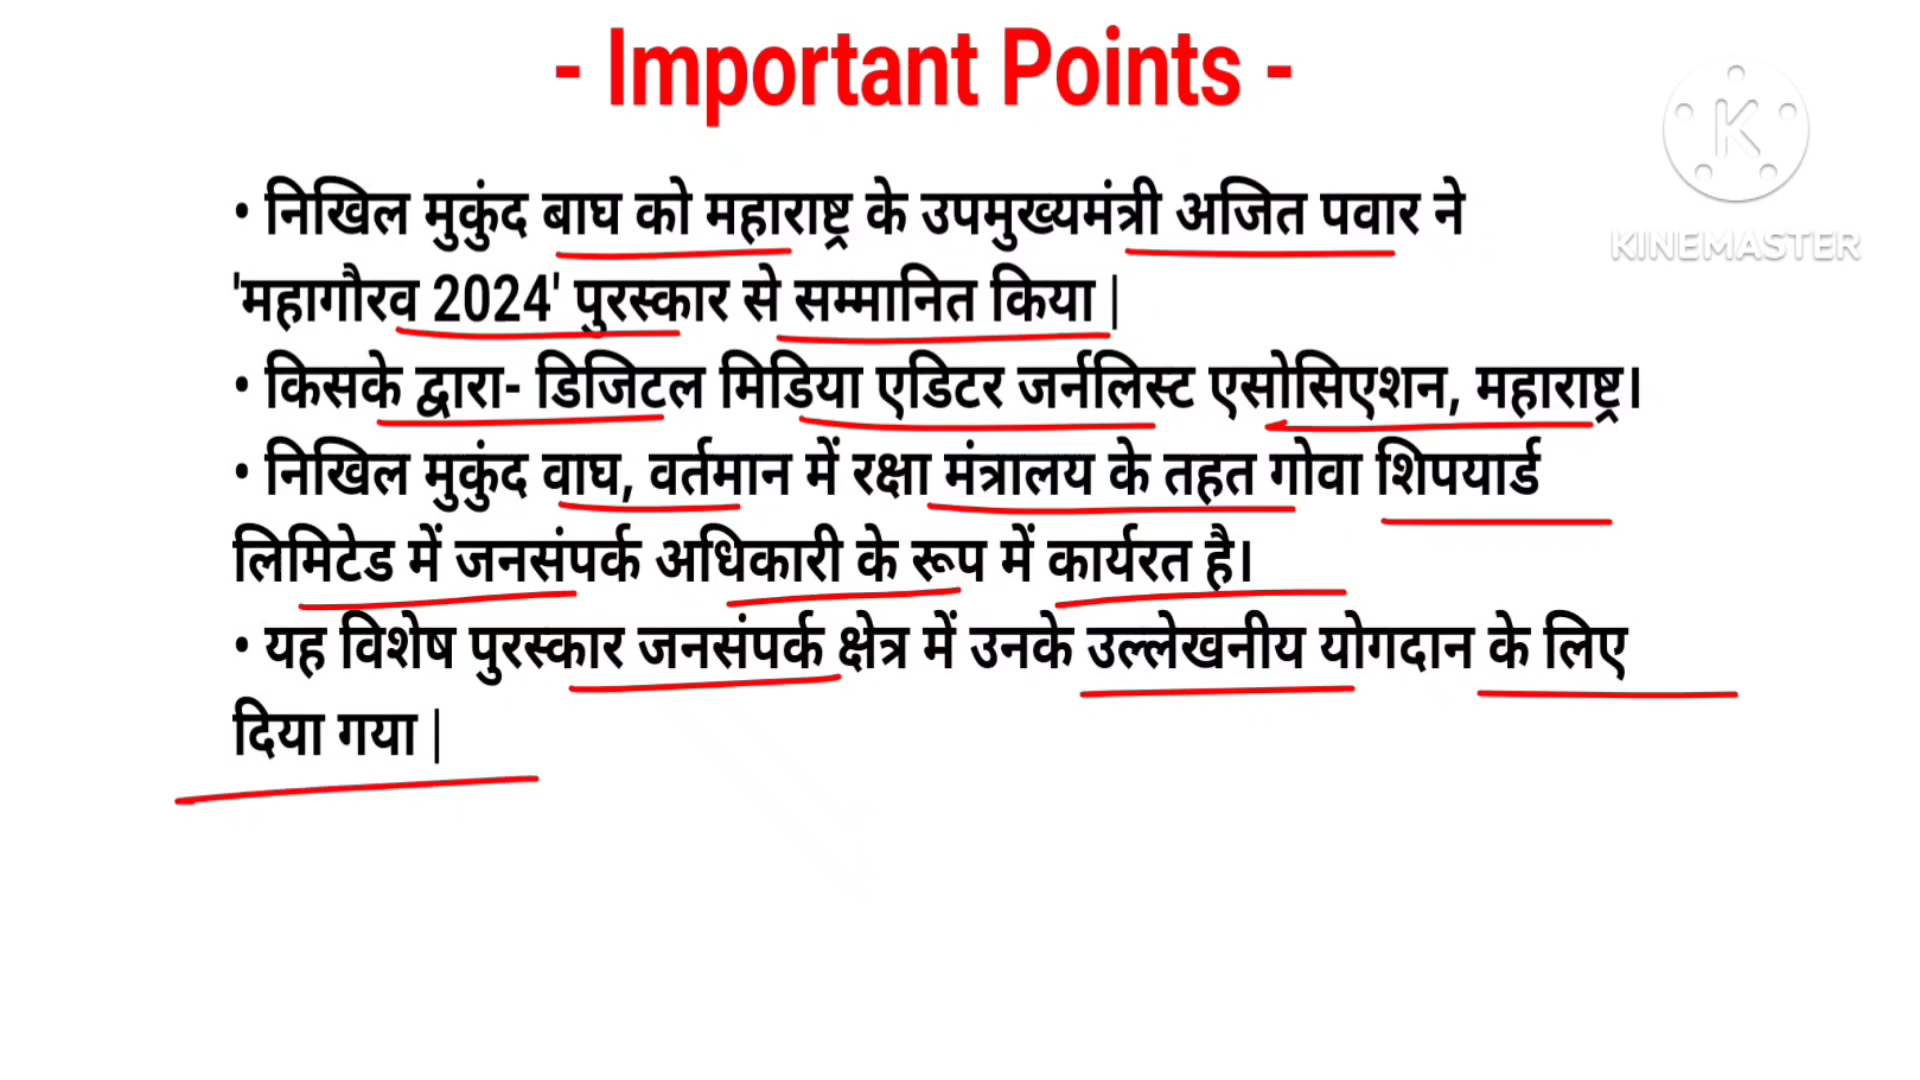 - Important Points -
• निखिल मुकुंद बाघ को महाराष्ट्र के उपमुख्यमंत्री अजित पवार ने
'महागौरव 2024' पुरस्कार से सम्मानित किया |
• किसके द्वारा- डिजिटल मिडिया एडिटर जर्नलिस्ट एसोसिएशन, महाराष्ट्र।
• निखिल मुकुंद वाघ, वर्तमान में रक्षा मंत्रालय के तहत गोवा शिपयार्ड
लिमिटेड में जनसंपर्क अधिकारी के रूप में कार्यरत है।
• यह विशेष पुरस्कार जनसंपर्क क्षेत्र में उनके उल्लेखनीय योगदान के लिए
दिया गया |
K
KINEMASTER